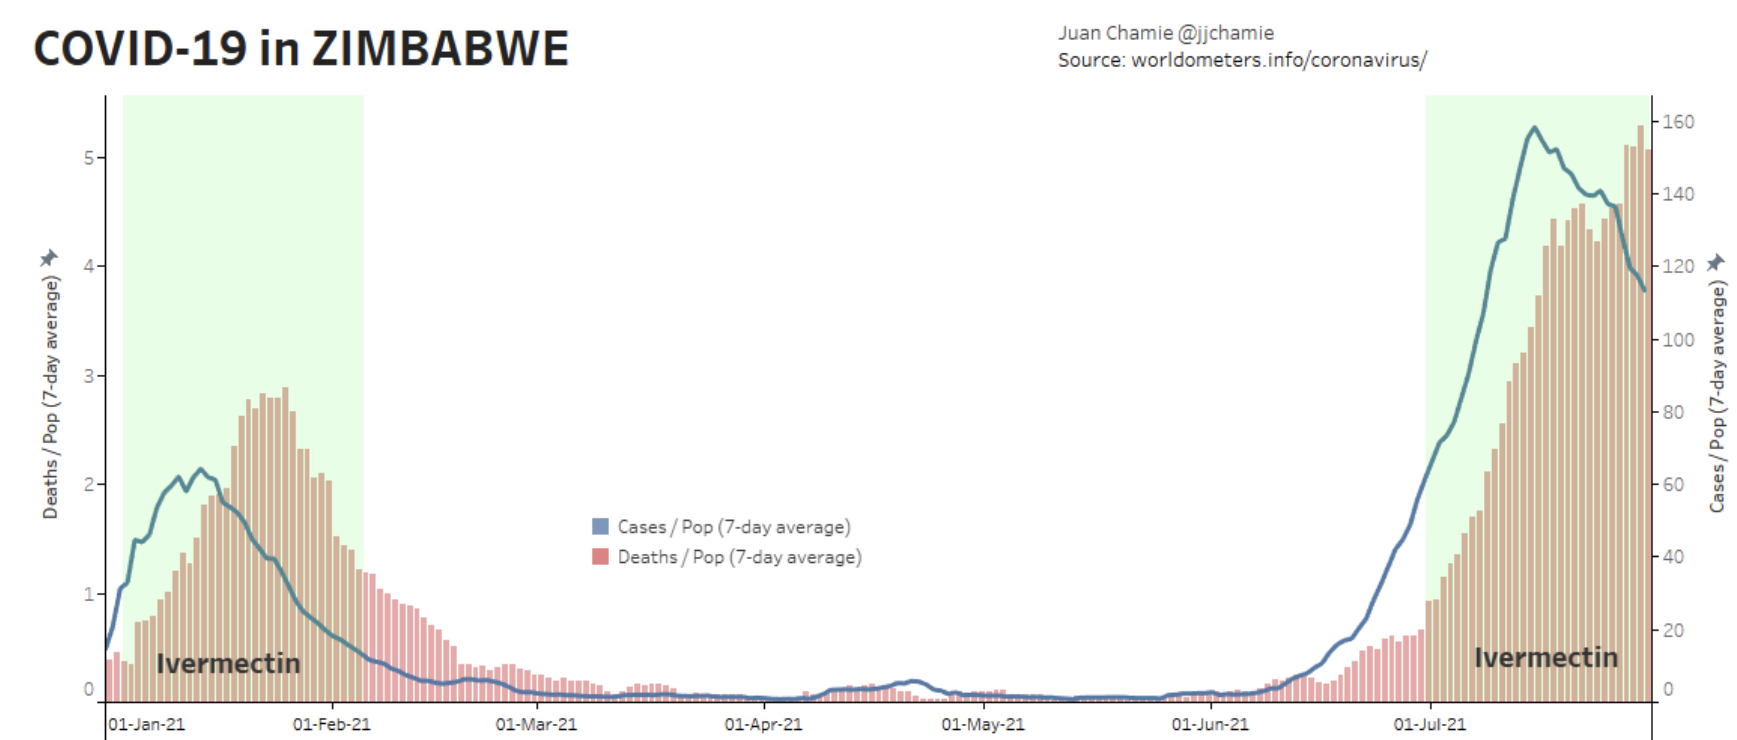 COVID-19 in ZIMBABWE
Juan Chamie @jjchamie
Source: worldometers.info/coronavirus/
Deaths / Pop (7-day average)
5
4
3
2
1
0
160
140
120
100
80
60
40
20
0
Cases / Pop (7-day average)
Cases / Pop (7-day average)
Deaths / Pop (7-day average)
Ivermectin
Ivermectin
01-Jan-21
01-Feb-21
01-Mar-21
01-Apr-21
01-May-21
01-Jun-21
01-Jul-21